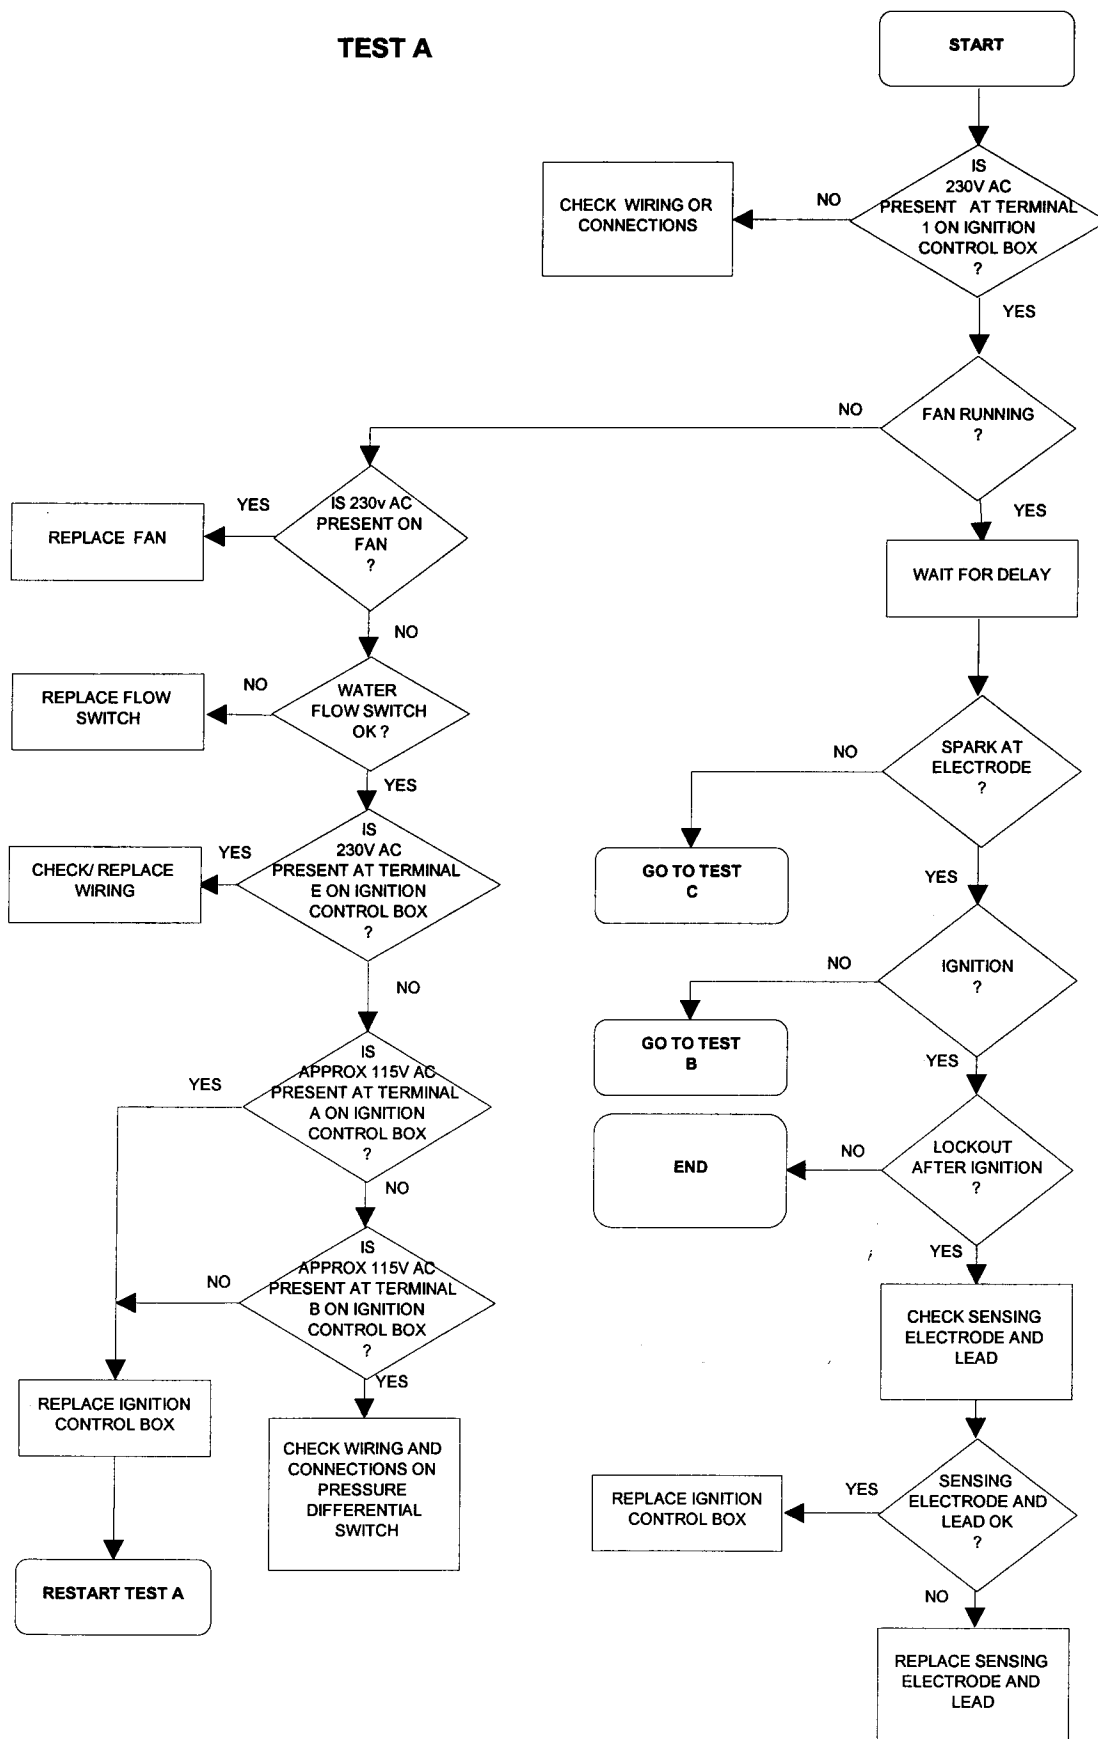 TEST A
START
IS
230V AC
PRESENT AT TERMINAL
1 ON IGNITION
CONTROL BOX
?
NO
CHECK WIRING OR
CONNECTIONS
YES
FAN RUNNING
?
NO
YES
IS 230v AC
PRESENT ON
FAN
?
YES
REPLACE FAN
WAIT FOR DELAY
NO
WATER
FLOW SWITCH
OK ?
NO
REPLACE FLOW
SWITCH
SPARK AT
ELECTRODE
?
NO
YES
IS
230V AC
PRESENT AT TERMINAL
E ON IGNITION
CONTROL BOX
?
YES
CHECK/ REPLACE
WIRING
GO TO TEST
C
YES
IGNITION
?
NO
NO
GO TO TEST
B
YES
IS
APPROX 115V AC
PRESENT AT TERMINAL
A ON IGNITION
CONTROL BOX
?
YES
LOCKOUT
AFTER IGNITION
?
NO
END
NO
YES
IS
APPROX 115V AC
PRESENT AT TERMINAL
B ON IGNITION
CONTROL BOX
?
NO
CHECK SENSING
ELECTRODE AND
LEAD
YES
REPLACE IGNITION
CONTROL BOX
CHECK WIRING AND
CONNECTIONS ON
PRESSURE
DIFFERENTIAL
SWITCH
SENSING
ELECTRODE AND
LEAD OK
?
YES
REPLACE IGNITION
CONTROL BOX
RESTART TEST A
NO
REPLACE SENSING
ELECTRODE AND
LEAD